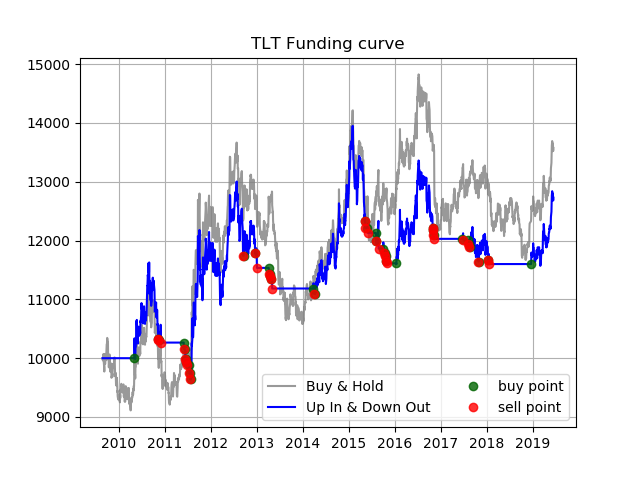 TLT Funding curve
15000
14000
13000
12000
11000
10000
9000
2010 2011 2012 2013 2014 2015 2016 2017 2018 2019
Buy & Hold
Up In & Down Out
buy point
sell point